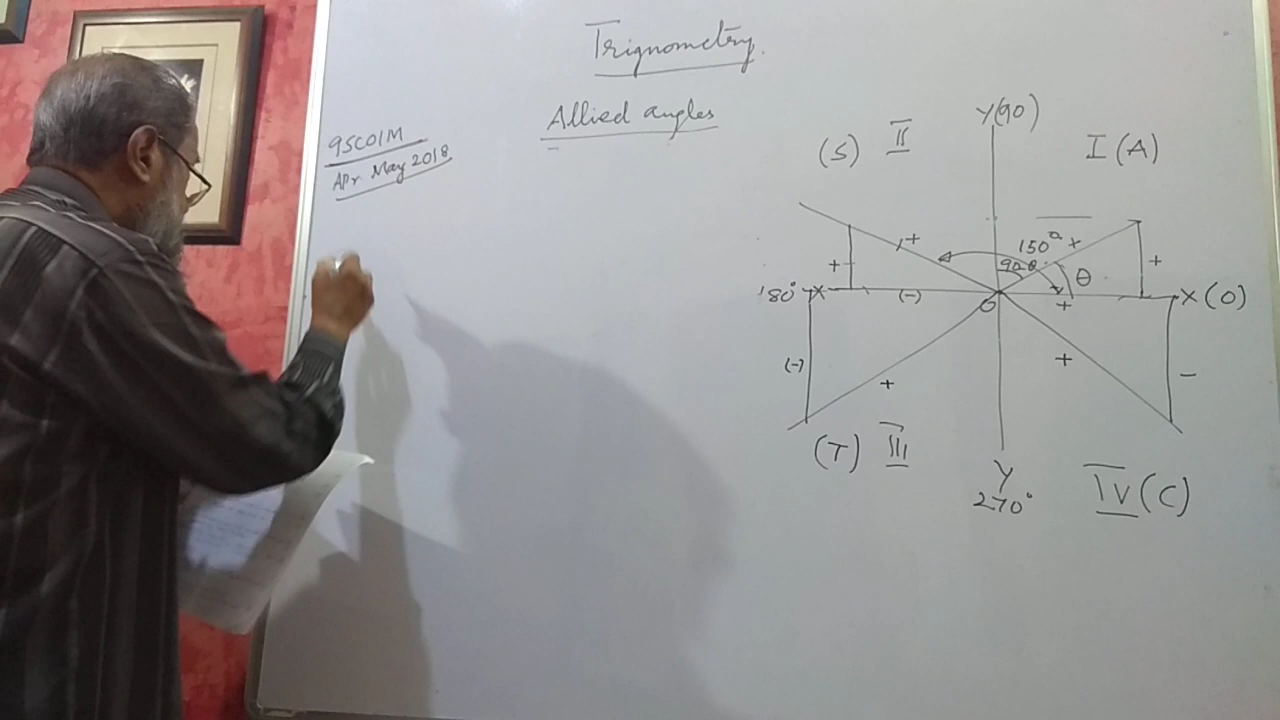 Trignometry.
Allied angles
95C01M
Apr May 2018
Y(90)
(S) II
I (A)
+
150°
+
+
90-θ
θ
+
180° X
(-)
O
+
X (0)
(-)
+
+
-
(T) III
Y
270°
IV (C)